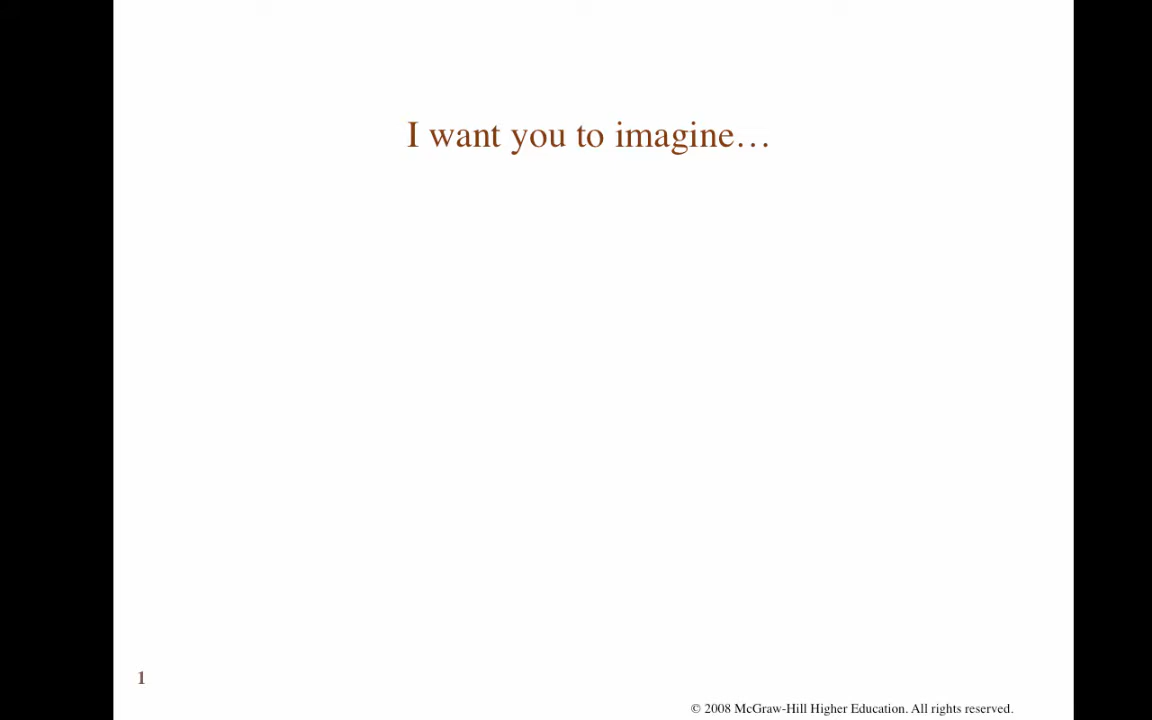 I want you to imagine…
1
© 2008 McGraw-Hill Higher Education. All rights reserved.